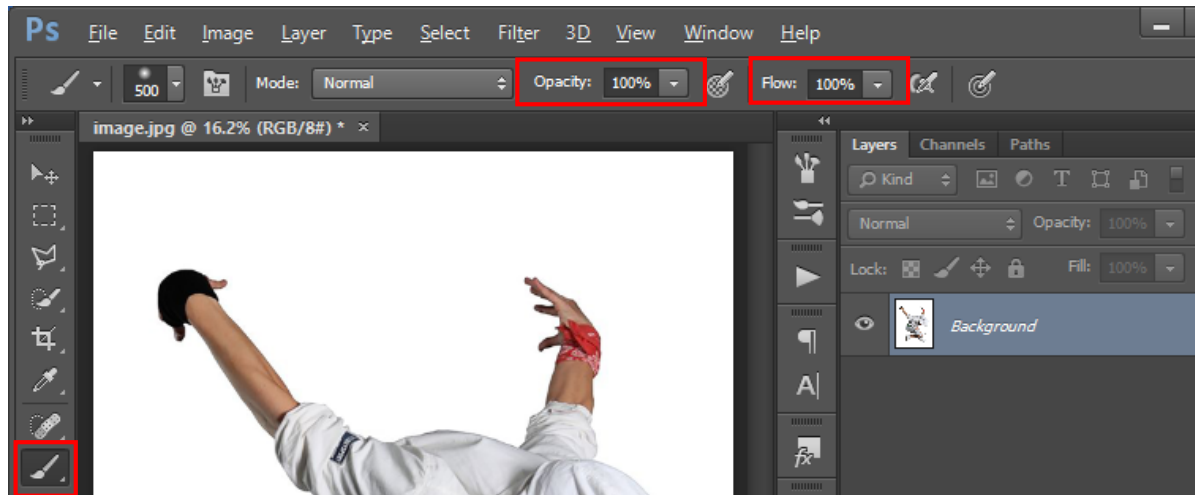 Ps File Edit Image Layer Type Select Filter 3D View Window Help
500 Mode: Normal Opacity: 100% Flow: 100%
image.jpg @ 16.2% (RGB/8#) * ×
Layers Channels Paths
Kind T
Normal Opacity: 100%
Lock: Fill: 100%
Background
A|
fx